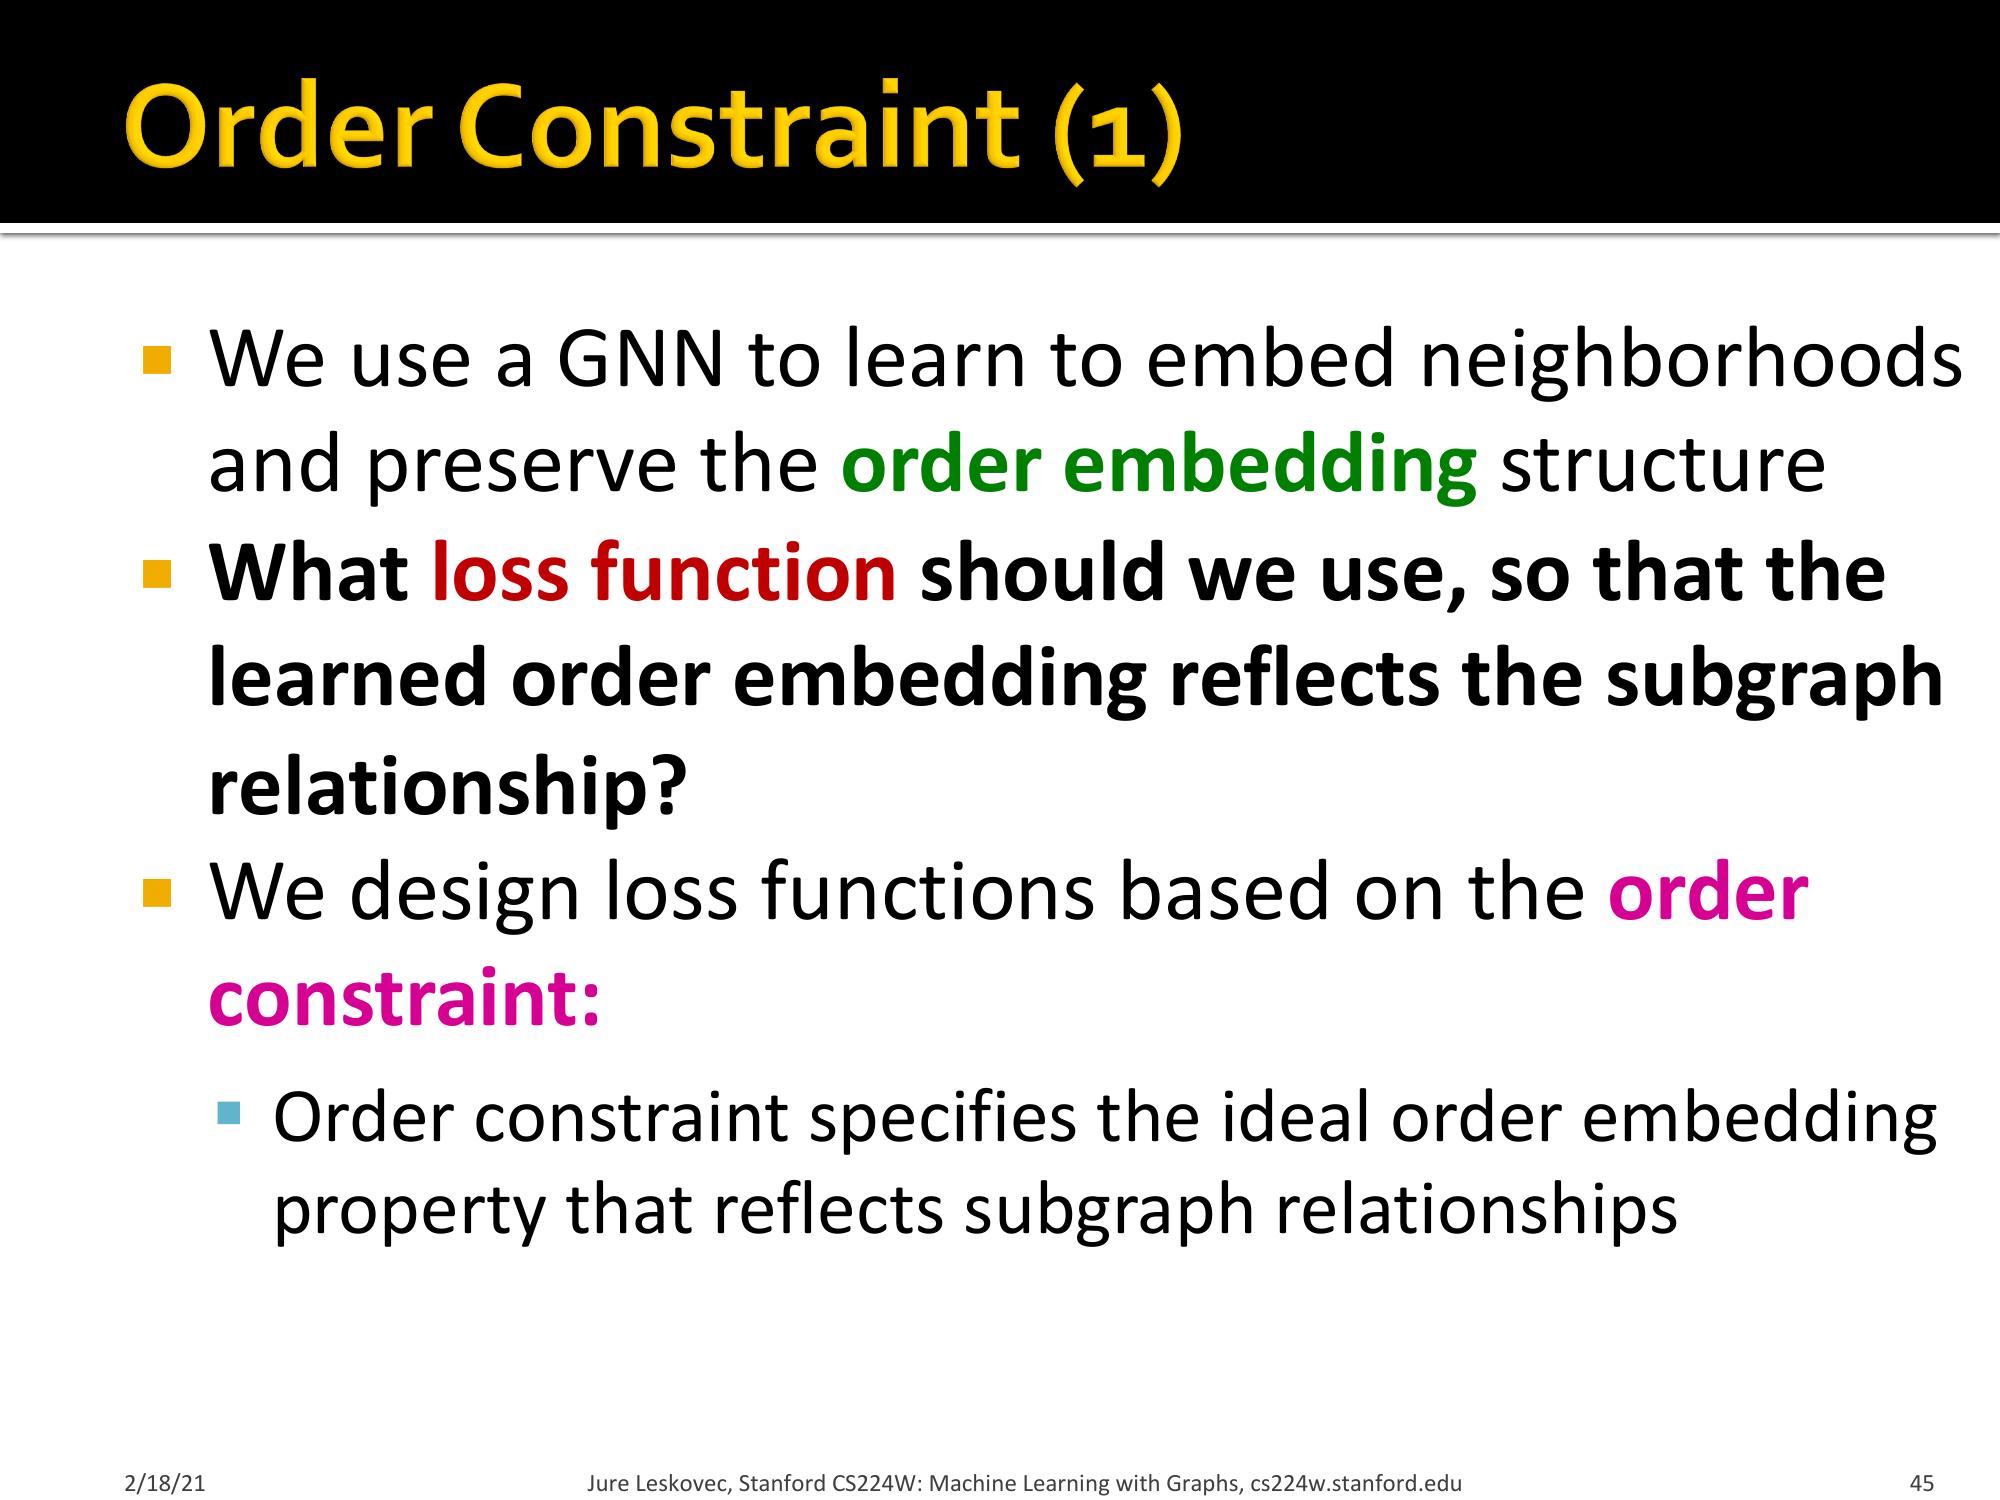 Order Constraint (1)
We use a GNN to learn to embed neighborhoods
and preserve the order embedding structure
What loss function should we use, so that the
learned order embedding reflects the subgraph
relationship?
We design loss functions based on the order
constraint:
Order constraint specifies the ideal order embedding
property that reflects subgraph relationships
2/18/21
Jure Leskovec, Stanford CS224W: Machine Learning with Graphs, cs224w.stanford.edu
45